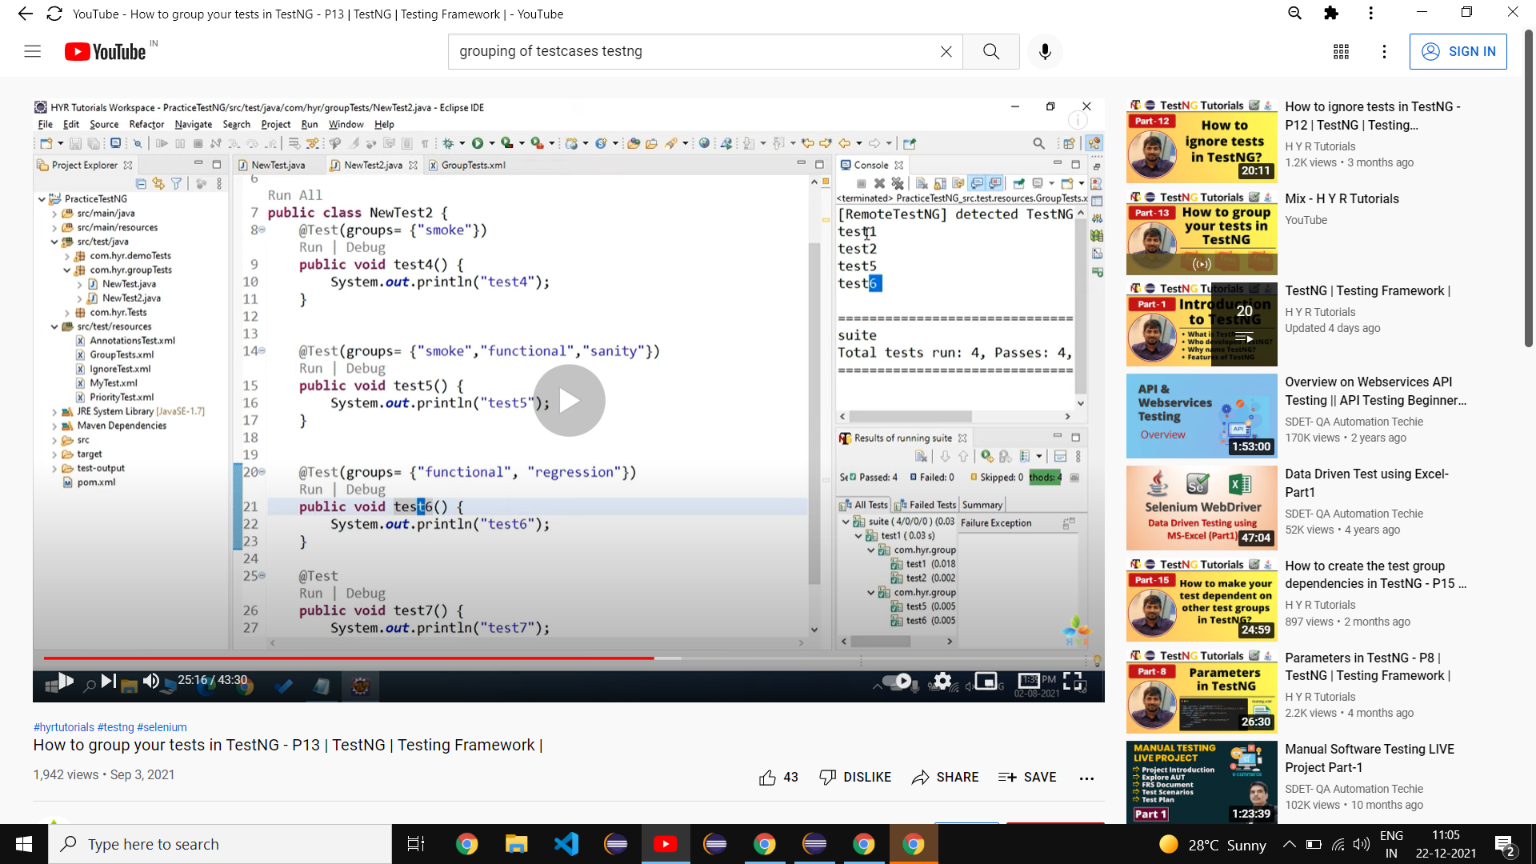 YouTube - How to group your tests in TestNG - P13 | TestNG | Testing Framework | - YouTube
YouTube IN
grouping of testcases testng
SIGN IN
HYR Tutorials Workspace - PracticeTestNG/src/test/java/com/hyr/groupTests/NewTest2.java - Eclipse IDE
File Edit Source Refactor Navigate Search Project Run Window Help
Project Explorer
PracticeTestNG
src/main/java
src/main/resources
src/test/java
com.hyr.demoTests
com.hyr.groupTests
NewTest.java
NewTest2.java
com.hyr.Tests
src/test/resources
AnnotationsTest.xml
GroupTests.xml
IgnoreTest.xml
MyTest.xml
PriorityTest.xml
JRE System Library [JavaSE-1.7]
Maven Dependencies
src
target
test-output
pom.xml
NewTest.java NewTest2.java GroupTests.xml
6
Run All
7 public class NewTest2 {
8 @Test(groups= {"smoke"})
Run | Debug
9 public void test4() {
10 System.out.println("test4");
11 }
12
13
14 @Test(groups= {"smoke","functional","sanity"})
Run | Debug
15 public void test5() {
16 System.out.println("test5");
17 }
18
19
20 @Test(groups= {"functional", "regression"})
Run | Debug
21 public void test6() {
22 System.out.println("test6");
23 }
24
25 @Test
Run | Debug
26 public void test7() {
27 System.out.println("test7");
Console
<terminated> PracticeTestNG_src.test.resources.GroupTests.x
[RemoteTestNG] detected TestNG
test1
test2
test5
test6
==============================
suite
Total tests run: 4, Passes: 4,
==============================
Results of running suite
Passed: 4 Failed: 0 Skipped: 0 thods: 4
All Tests Failed Tests Summary
suite ( 4/0/0/0 ) (0.03 Failure Exception
test1 ( 0.03 s)
com.hyr.group
test1 (0.018
test2 (0.002
com.hyr.group
test5 (0.005
test6 (0.005
HYR
25:16 / 43:30
02-08-2021
#hyrtutorials #testng #selenium
How to group your tests in TestNG - P13 | TestNG | Testing Framework |
1,942 views • Sep 3, 2021
43 DISLIKE SHARE SAVE
TestNG Tutorials
Part-12
How to ignore tests in TestNG?
20:11
How to ignore tests in TestNG -
P12 | TestNG | Testing...
H Y R Tutorials
1.2K views • 3 months ago
TestNG Tutorials
Part-13
How to group your tests in TestNG
Mix - H Y R Tutorials
YouTube
TestNG Tutorials
Part-1
Introduction to TestNG
• What is Test
• Who develop
• Why name TestNG?
• Features of TestNG
20
TestNG | Testing Framework |
H Y R Tutorials
Updated 4 days ago
API &
Webservices
Testing
Overview
API
1:53:00
Overview on Webservices API
Testing || API Testing Beginner...
SDET- QA Automation Techie
170K views • 2 years ago
Se
Selenium WebDriver
Data Driven Testing using
MS-Excel (Part1)
47:04
Data Driven Test using Excel-
Part1
SDET- QA Automation Techie
52K views • 4 years ago
TestNG Tutorials
Part-15
How to make your test dependent on other test groups in TestNG?
24:59
How to create the test group
dependencies in TestNG - P15 ...
H Y R Tutorials
897 views • 2 months ago
TestNG Tutorials
Part-8
Parameters in TestNG
26:30
Parameters in TestNG - P8 |
TestNG | Testing Framework |
H Y R Tutorials
2.2K views • 4 months ago
MANUAL TESTING
LIVE PROJECT
Project Introduction
Explore AUT
FRS Document
Test Scenarios
Test Plan
Part 1
1:23:39
Manual Software Testing LIVE
Project Part-1
SDET- QA Automation Techie
102K views • 10 months ago
Type here to search
28°C Sunny
ENG
IN
11:05
22-12-2021
2